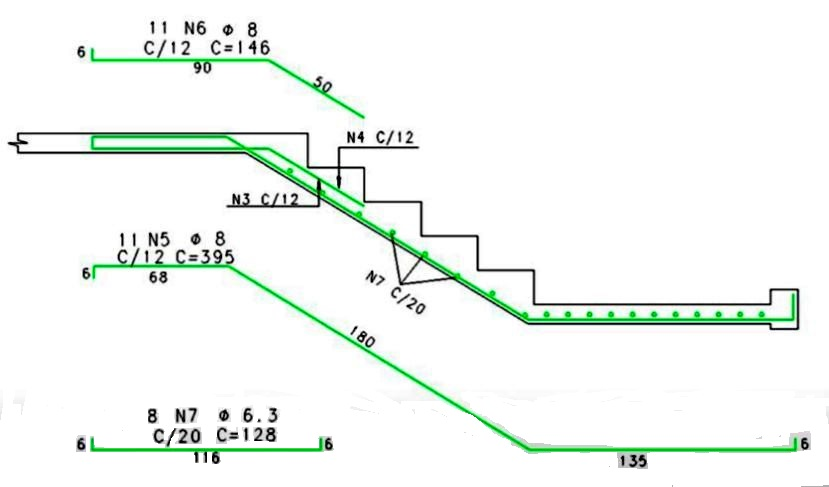 11 N6 Φ 8
C/12 C=146
6
90
50
N4 C/12
N3 C/12
11 N5 Φ 8
C/12 C=395
6
68
N7 C/20
180
8 N7 Φ 6.3
C/20 C=128
6
6
116
6
135